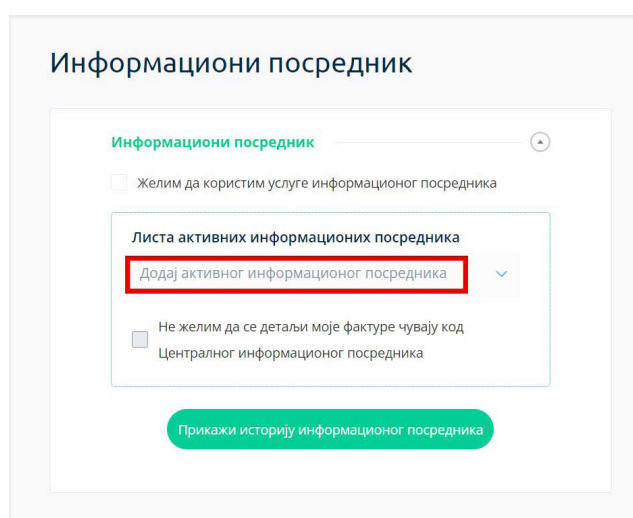 Информациони посредник
Информациони посредник
Желим да користим услуге информационог посредника
Листа активних информационих посредника
Додај активног информационог посредника
Не желим да се детаљи моје фактуре чувају код
Централног информационог посредника
Прикажи историју информационог посредника